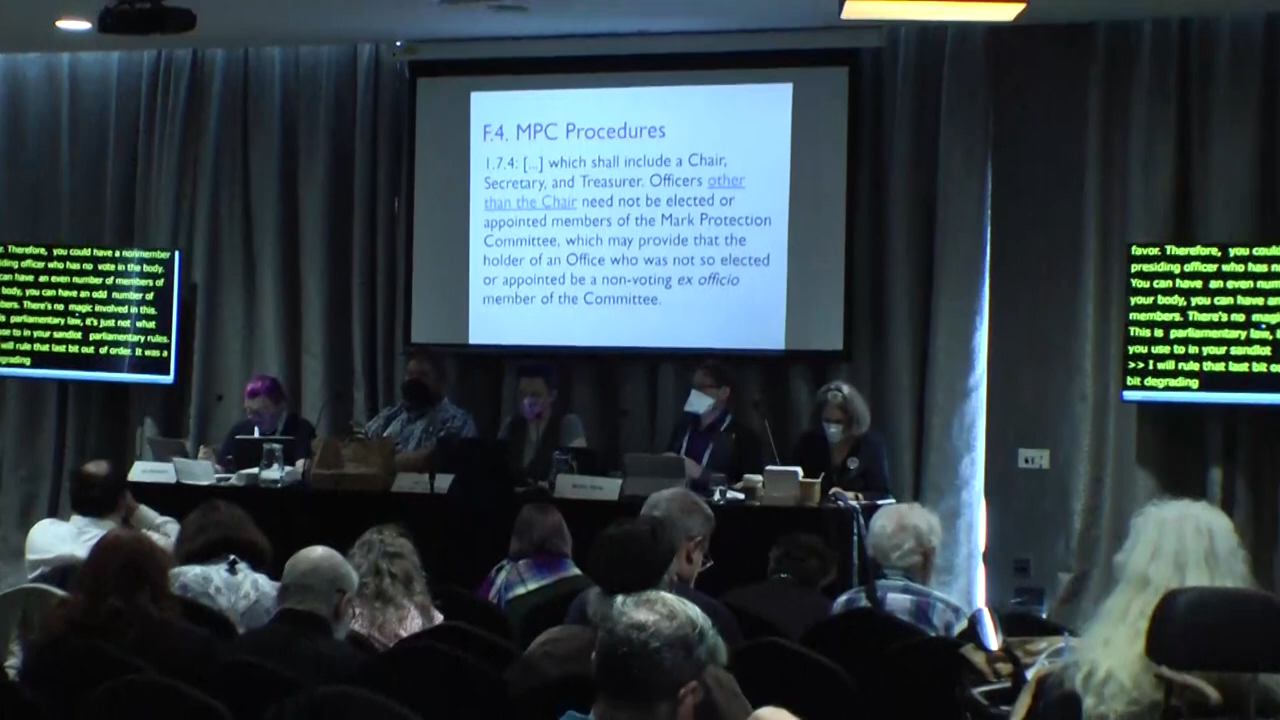 F.4. MPC Procedures
1.7.4: [...] which shall include a Chair,
Secretary, and Treasurer. Officers other
than the Chair need not be elected or
appointed members of the Mark Protection
Committee, which may provide that the
holder of an Office who was not so elected
or appointed be a non-voting ex officio
member of the Committee.
r. Therefore, you could have a nonmember
iding officer who has no vote in the body.
can have an even number of members of
body, you can have an odd number of
bers. There's no magic involved in this.
is parliamentary law, it's just not what
use to in your sandlot parliamentary rules.
will rule that last bit out of order. It was a
grading
favor. Therefore, you could
presiding officer who has n
You can have an even num
your body, you can have an
members. There's no magi
This is parliamentary law, i
you use to in your sandlot
>> I will rule that last bit ou
bit degrading